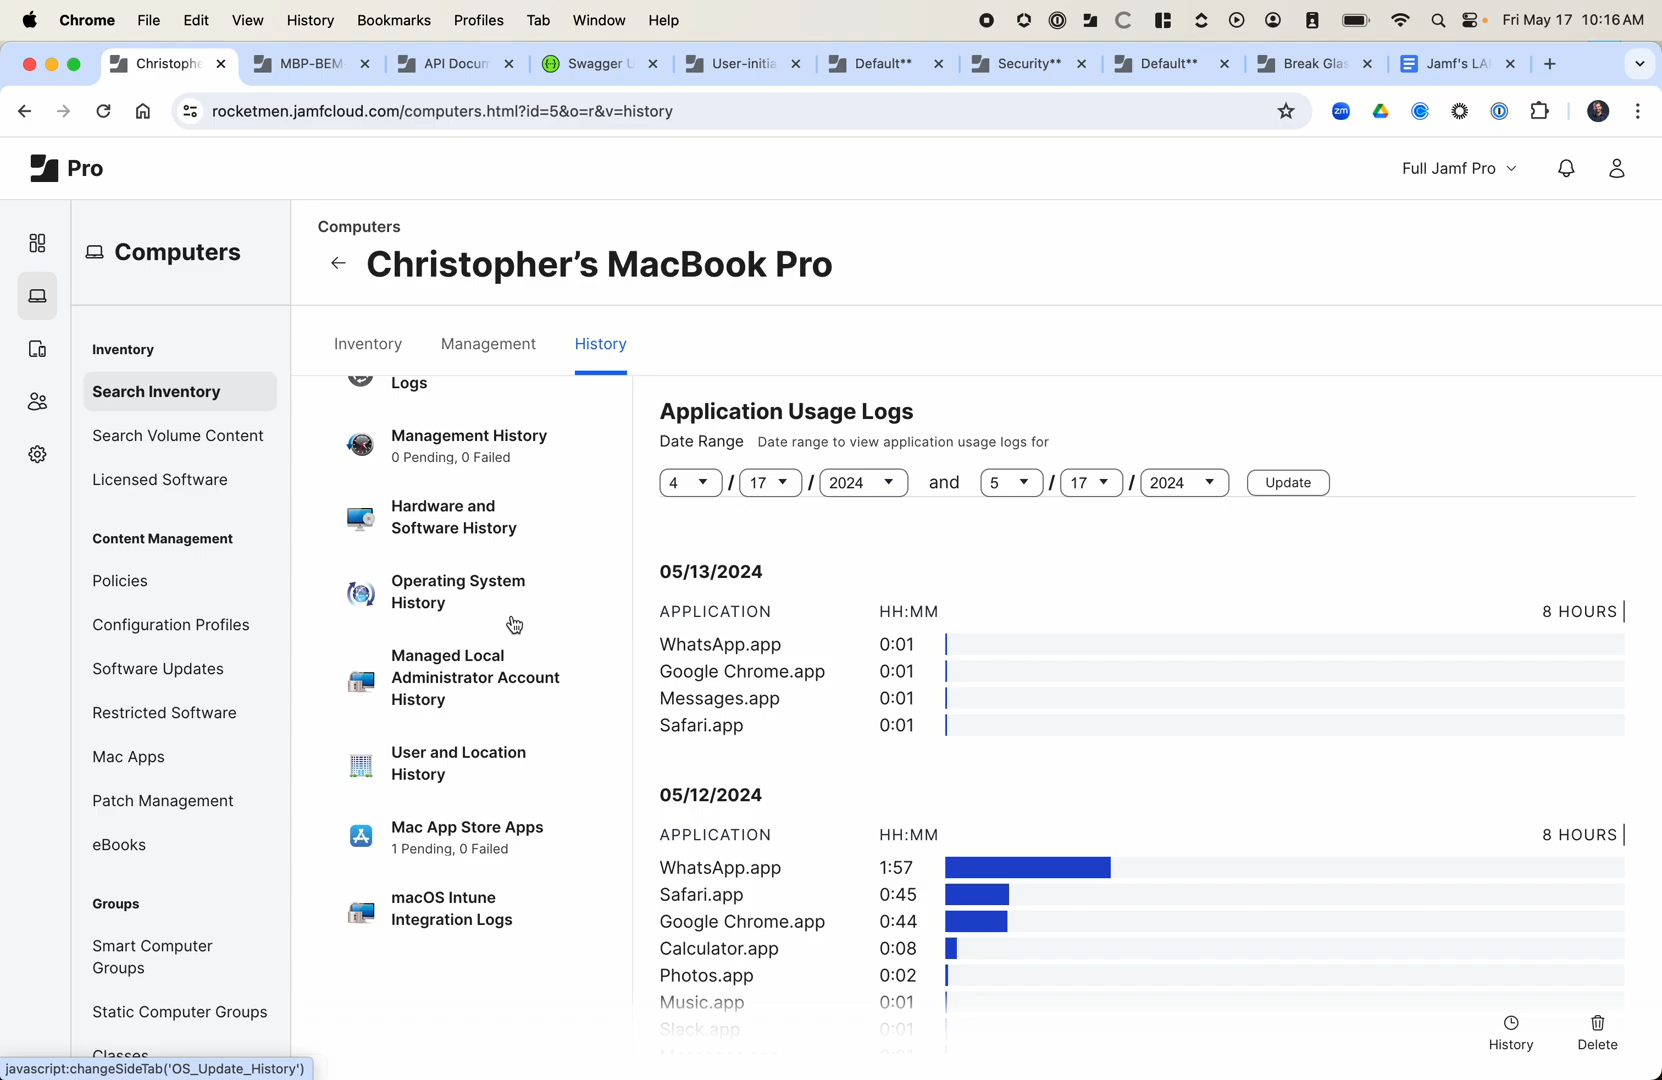 Chrome File Edit View History Bookmarks Profiles Tab Window Help Fri May 17 10:16 AM
Christophe MBP-BEM API Docum Swagger U User-initia Default** Security** Default** Break Glas Jamf's LA
rocketmen.jamfcloud.com/computers.html?id=5&o=r&v=history
Pro
Full Jamf Pro
Computers
Inventory
Search Inventory
Search Volume Content
Licensed Software
Content Management
Policies
Configuration Profiles
Software Updates
Restricted Software
Mac Apps
Patch Management
eBooks
Groups
Smart Computer
Groups
Static Computer Groups
Classes
javascript:changeSideTab('OS_Update_History')
Computers
Christopher’s MacBook Pro
Inventory Management History
Logs
Management History
0 Pending, 0 Failed
Hardware and
Software History
Operating System
History
Managed Local
Administrator Account
History
User and Location
History
Mac App Store Apps
1 Pending, 0 Failed
macOS Intune
Integration Logs
Application Usage Logs
Date Range Date range to view application usage logs for
4 / 17 / 2024 and 5 / 17 / 2024 Update
05/13/2024
APPLICATION HH:MM 8 HOURS
WhatsApp.app 0:01
Google Chrome.app 0:01
Messages.app 0:01
Safari.app 0:01
05/12/2024
APPLICATION HH:MM 8 HOURS
WhatsApp.app 1:57
Safari.app 0:45
Google Chrome.app 0:44
Calculator.app 0:08
Photos.app 0:02
Music.app 0:01
Slack.app 0:01
History Delete